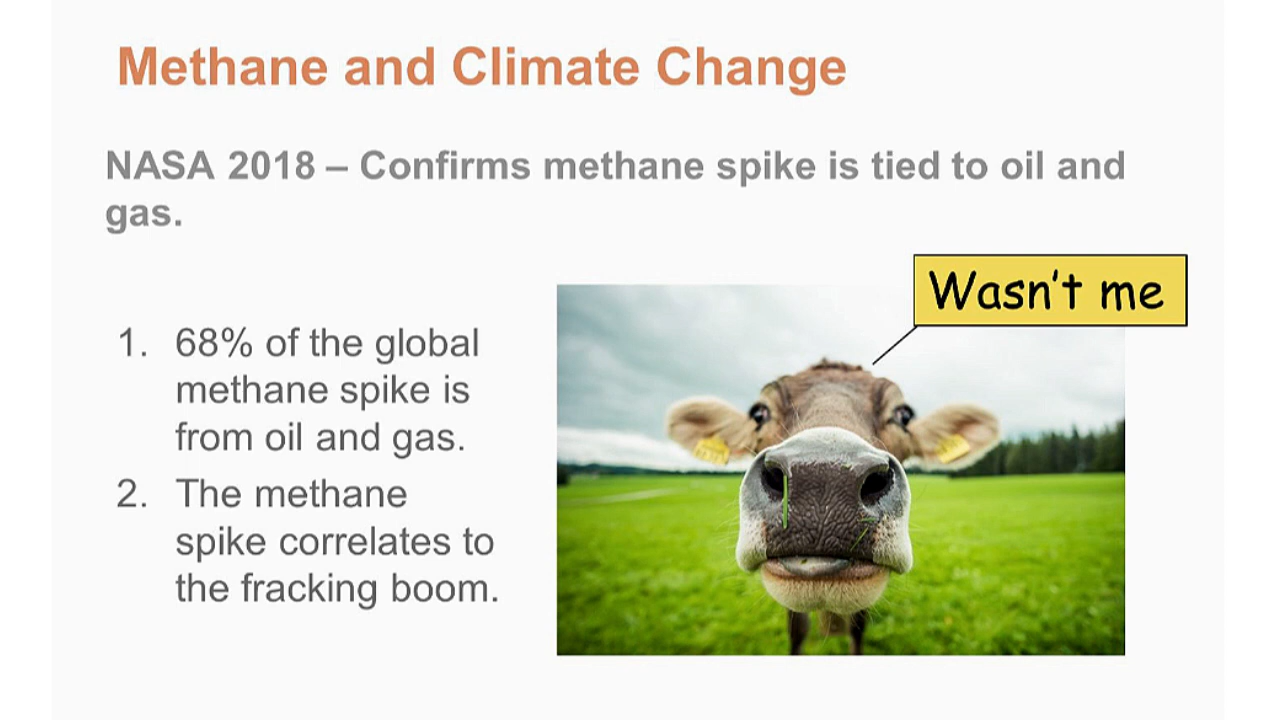 Methane and Climate Change
NASA 2018 – Confirms methane spike is tied to oil and
gas.
Wasn't me
1. 68% of the global
methane spike is
from oil and gas.
2. The methane
spike correlates to
the fracking boom.